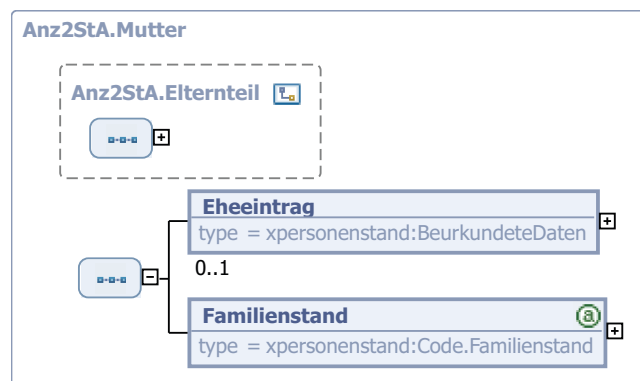 Anz2StA.Mutter
Anz2StA.Elternteil
Eheeintrag
type = xpersonenstand:BeurkundeteDaten
0..1
Familienstand a
type = xpersonenstand:Code.Familienstand